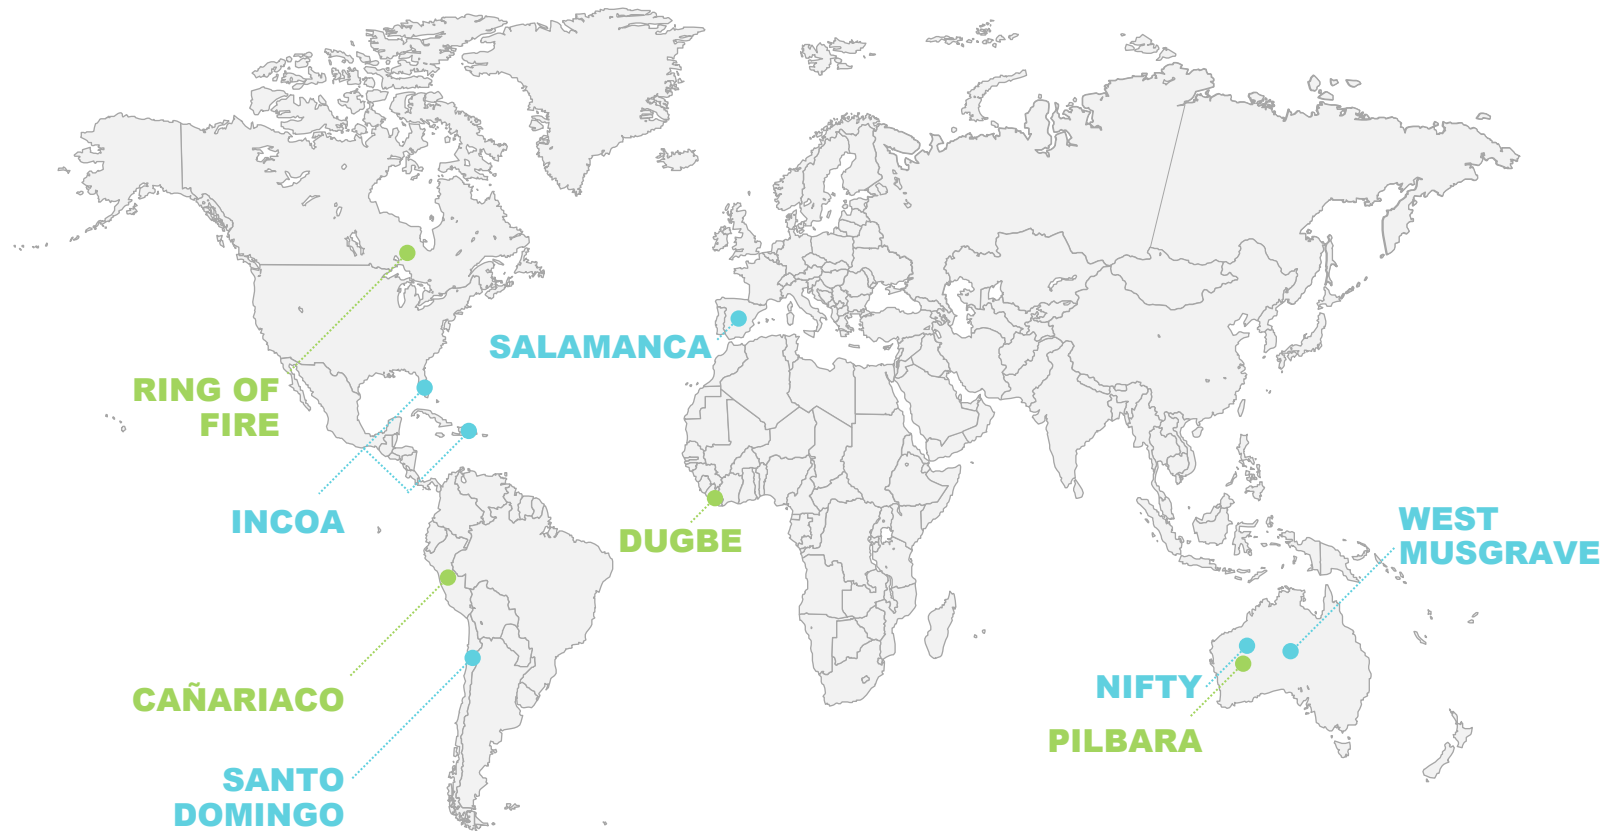 SALAMANCA
RING OF
FIRE
INCOA
DUGBE
WEST
MUSGRAVE
CAÑARIACO
NIFTY
PILBARA
SANTO
DOMINGO